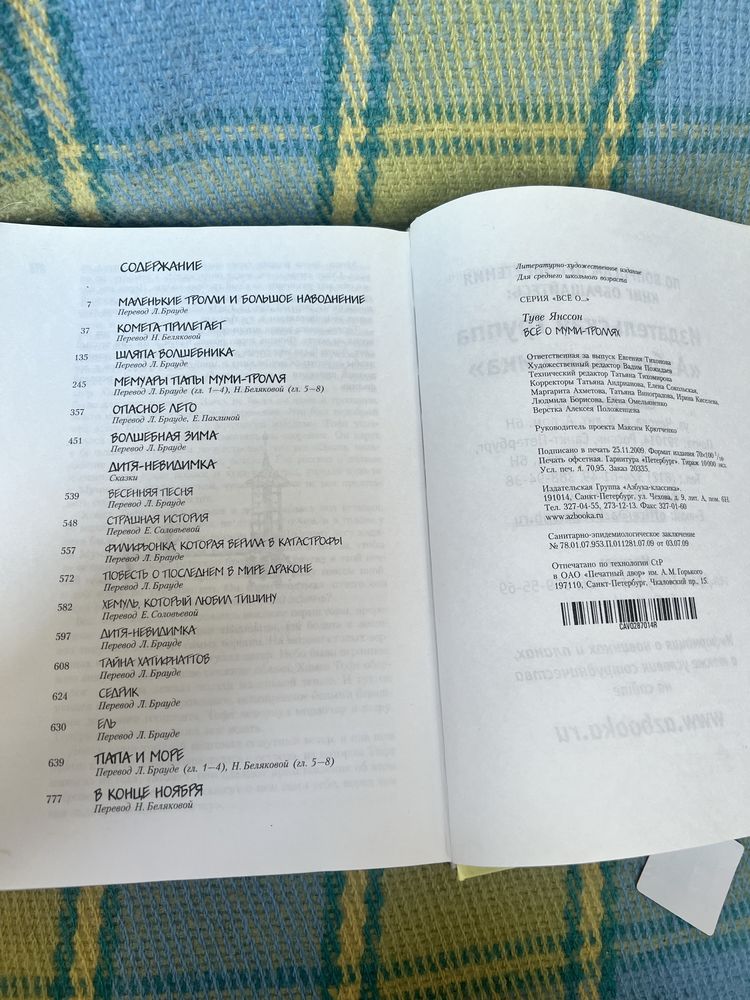 СОДЕРЖАНИЕ
7 МАЛЕНЬКИЕ ТРОЛЛИ И БОЛЬШОЕ НАВОДНЕНИЕ
Перевод Л. Брауде
37 КОМЕТА ПРИЛЕТАЕТ
Перевод Н. Беляковой
135 ШЛЯПА ВОЛШЕБНИКА
Перевод Л. Брауде
245 МЕМУАРЫ ПАПЫ МУМИ-ТРОЛЛЯ
Перевод Л. Брауде (гл. 1—4), Н. Беляковой (гл. 5—8)
357 ОПАСНОЕ ЛЕТО
Перевод Л. Брауде, Е. Паклиной
451 ВОЛШЕБНАЯ ЗИМА
Перевод Л. Брауде
ДИТЯ-НЕВИДИМКА
Сказки
539 ВЕСЕННЯЯ ПЕСНЯ
Перевод Л. Брауде
548 СТРАШНАЯ ИСТОРИЯ
Перевод Е. Соловьевой
557 ФИЛИФЬОНКА, КОТОРАЯ ВЕРИЛА В КАТАСТРОФЫ
Перевод Л. Брауде
572 ПОВЕСТЬ О ПОСЛЕДНЕМ В МИРЕ ДРАКОНЕ
Перевод Л. Брауде
582 ХЕМУЛЬ, КОТОРЫЙ ЛЮБИЛ ТИШИНУ
Перевод Е. Соловьевой
597 ДИТЯ-НЕВИДИМКА
Перевод Л. Брауде
608 ТАЙНА ХАТИФНАТТОВ
Перевод Л. Брауде
624 СЕДРИК
Перевод Л. Брауде
630 ЕЛЬ
Перевод Л. Брауде
639 ПАПА И МОРЕ
Перевод Л. Брауде (гл. 1—4), Н. Беляковой (гл. 5—8)
777 В КОНЦЕ НОЯБРЯ
Перевод Н. Беляковой
Литературно-художественное издание
Для среднего школьного возраста
СЕРИЯ «ВСЁ О...»
Туве Янссон
ВСЁ О МУМИ-ТРОЛЛЯХ
Ответственная за выпуск Евгения Тихонова
Художественный редактор Вадим Пожидаев
Технический редактор Татьяна Тихомирова
Корректоры Татьяна Андрианова, Елена Сокольская,
Маргарита Ахметова, Татьяна Виноградова, Ирина Киселева,
Людмила Борисова, Елена Омельяненко
Верстка Алексея Положенцева
Руководитель проекта Максим Крютченко
Подписано в печать 25.11.2009. Формат издания 70×100 1/16
Печать офсетная. Гарнитура «Петербург». Тираж 10 000 экз.
Усл. печ. л. 70,95. Заказ 20335.
Издательская Группа «Азбука-классика».
191014, Санкт-Петербург, ул. Чехова, д. 9, лит. А, пом. 6Н.
Тел. 327-04-55, 273-12-13. Факс 327-01-60
www.azbooka.ru
Санитарно-эпидемиологическое заключение
№ 78.01.07.953.П.011281.07.09 от 03.07.09
Отпечатано по технологии CtP
в ОАО «Печатный двор» им. А. М. Горького
197110, Санкт-Петербург, Чкаловский пр., 15.
CAV0287014R